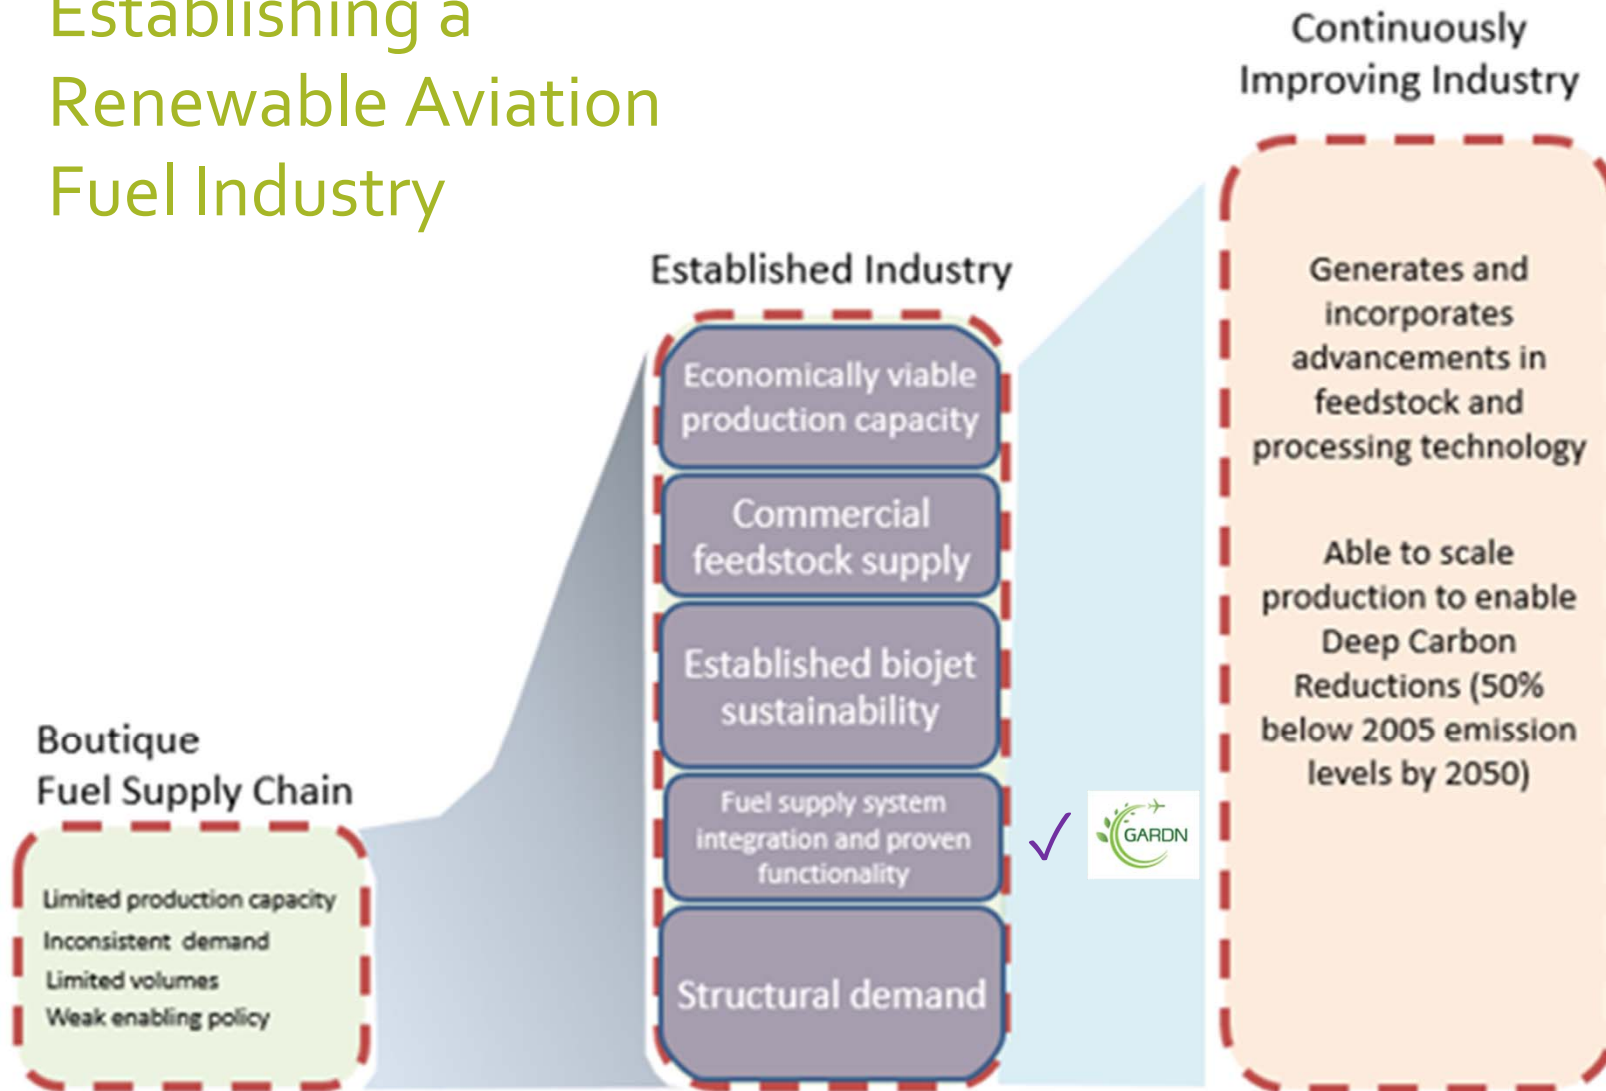 Establishing a
Renewable Aviation
Fuel Industry
Boutique
Fuel Supply Chain
Limited production capacity
Inconsistent demand
Limited volumes
Weak enabling policy
Established Industry
Economically viable
production capacity
Commercial
feedstock supply
Established biojet
sustainability
Fuel supply system
integration and proven
functionality
Structural demand
✓
GARDN
Continuously
Improving Industry
Generates and
incorporates
advancements in
feedstock and
processing technology
Able to scale
production to enable
Deep Carbon
Reductions (50%
below 2005 emission
levels by 2050)